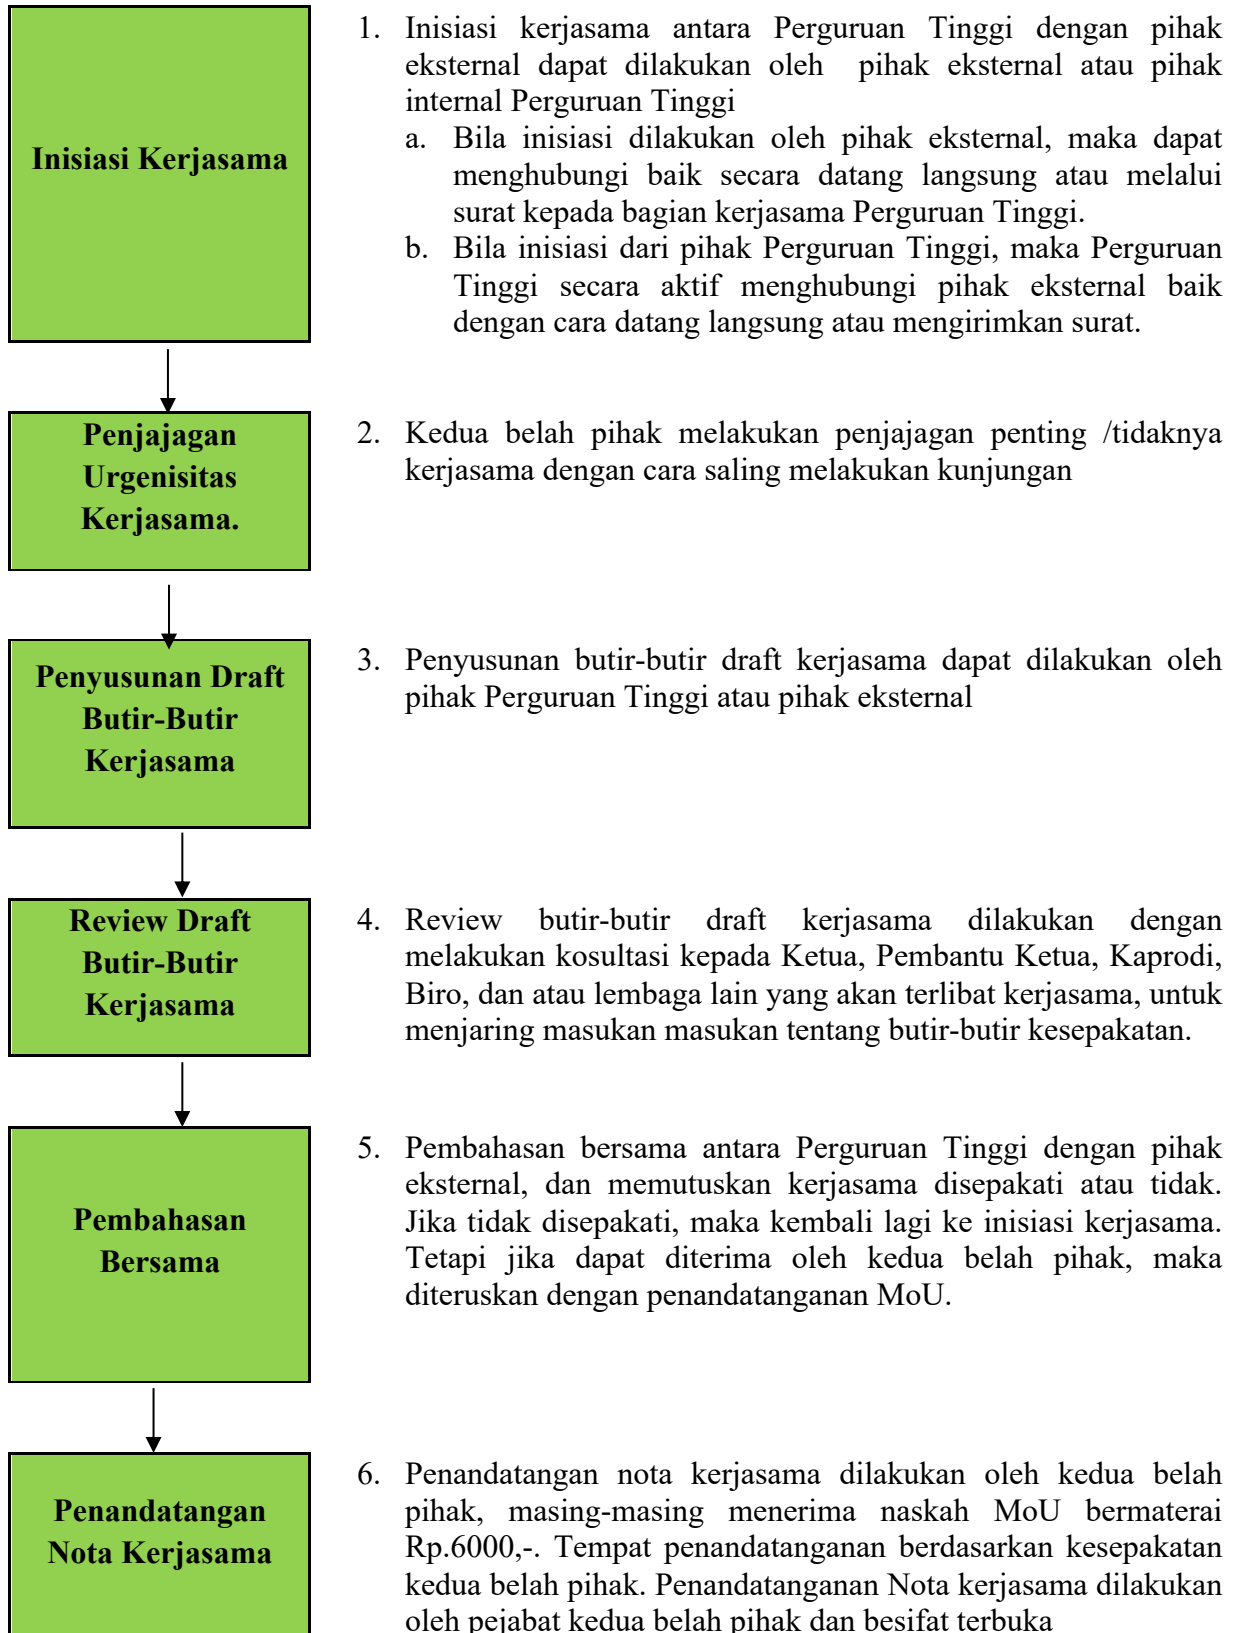 Inisiasi Kerjasama
1. Inisiasi kerjasama antara Perguruan Tinggi dengan pihak
eksternal dapat dilakukan oleh pihak eksternal atau pihak
internal Perguruan Tinggi
a. Bila inisiasi dilakukan oleh pihak eksternal, maka dapat
menghubungi baik secara datang langsung atau melalui
surat kepada bagian kerjasama Perguruan Tinggi.
b. Bila inisiasi dari pihak Perguruan Tinggi, maka Perguruan
Tinggi secara aktif menghubungi pihak eksternal baik
dengan cara datang langsung atau mengirimkan surat.
Penjajagan
Urgenisitas
Kerjasama.
2. Kedua belah pihak melakukan penjajagan penting /tidaknya
kerjasama dengan cara saling melakukan kunjungan
Penyusunan Draft
Butir-Butir
Kerjasama
3. Penyusunan butir-butir draft kerjasama dapat dilakukan oleh
pihak Perguruan Tinggi atau pihak eksternal
Review Draft
Butir-Butir
Kerjasama
4. Review butir-butir draft kerjasama dilakukan dengan
melakukan kosultasi kepada Ketua, Pembantu Ketua, Kaprodi,
Biro, dan atau lembaga lain yang akan terlibat kerjasama, untuk
menjaring masukan masukan tentang butir-butir kesepakatan.
Pembahasan
Bersama
5. Pembahasan bersama antara Perguruan Tinggi dengan pihak
eksternal, dan memutuskan kerjasama disepakati atau tidak.
Jika tidak disepakati, maka kembali lagi ke inisiasi kerjasama.
Tetapi jika dapat diterima oleh kedua belah pihak, maka
diteruskan dengan penandatanganan MoU.
Penandatangan
Nota Kerjasama
6. Penandatangan nota kerjasama dilakukan oleh kedua belah
pihak, masing-masing menerima naskah MoU bermaterai
Rp.6000,-. Tempat penandatanganan berdasarkan kesepakatan
kedua belah pihak. Penandatanganan Nota kerjasama dilakukan
oleh pejabat kedua belah pihak dan besifat terbuka